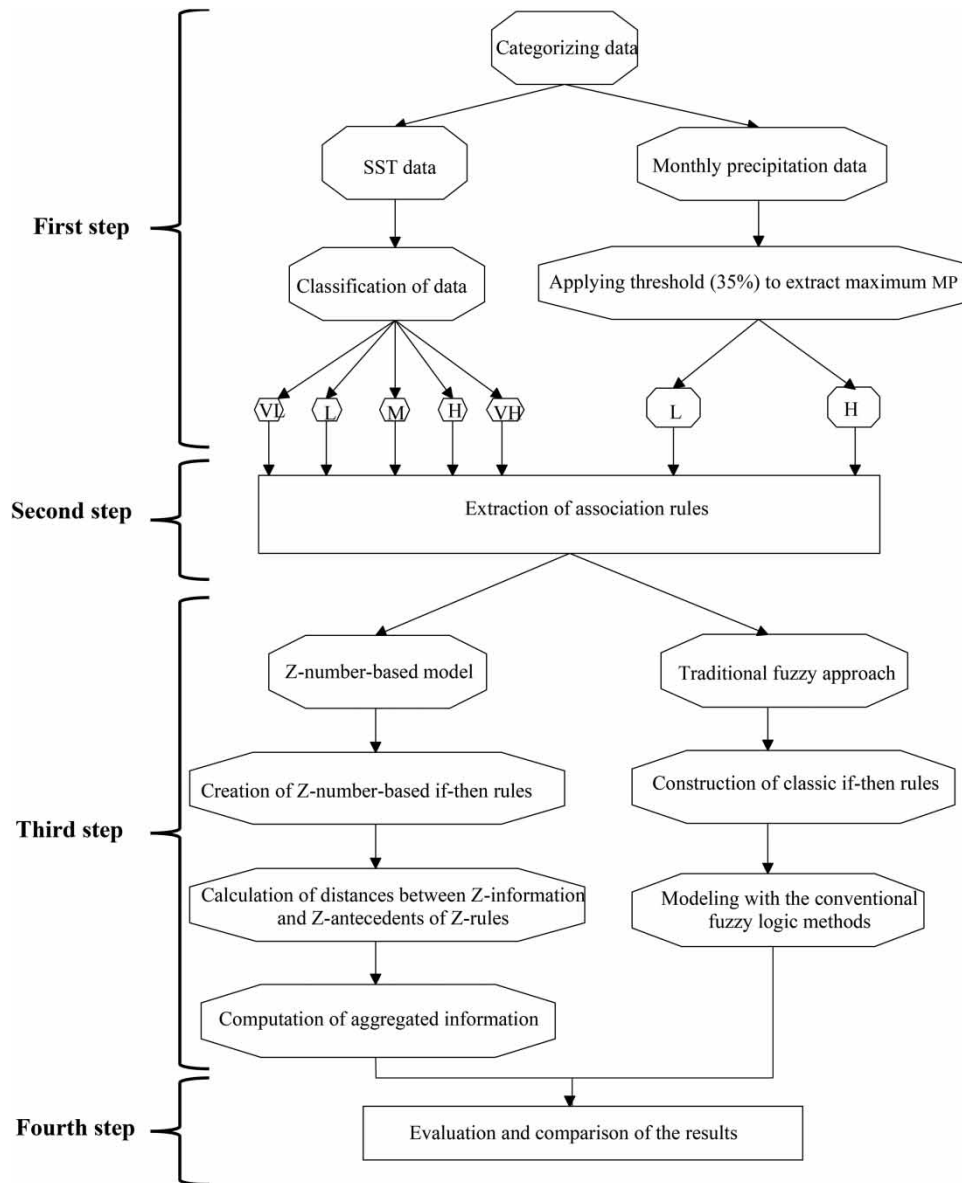 Categorizing data
SST data
Monthly precipitation data
First step
Classification of data
Applying threshold (35%) to extract maximum MP
VL
L
M
H
VH
L
H
Second step
Extraction of association rules
Z-number-based model
Traditional fuzzy approach
Creation of Z-number-based if-then rules
Construction of classic if-then rules
Third step
Calculation of distances between Z-information
and Z-antecedents of Z-rules
Modeling with the conventional
fuzzy logic methods
Computation of aggregated information
Fourth step
Evaluation and comparison of the results